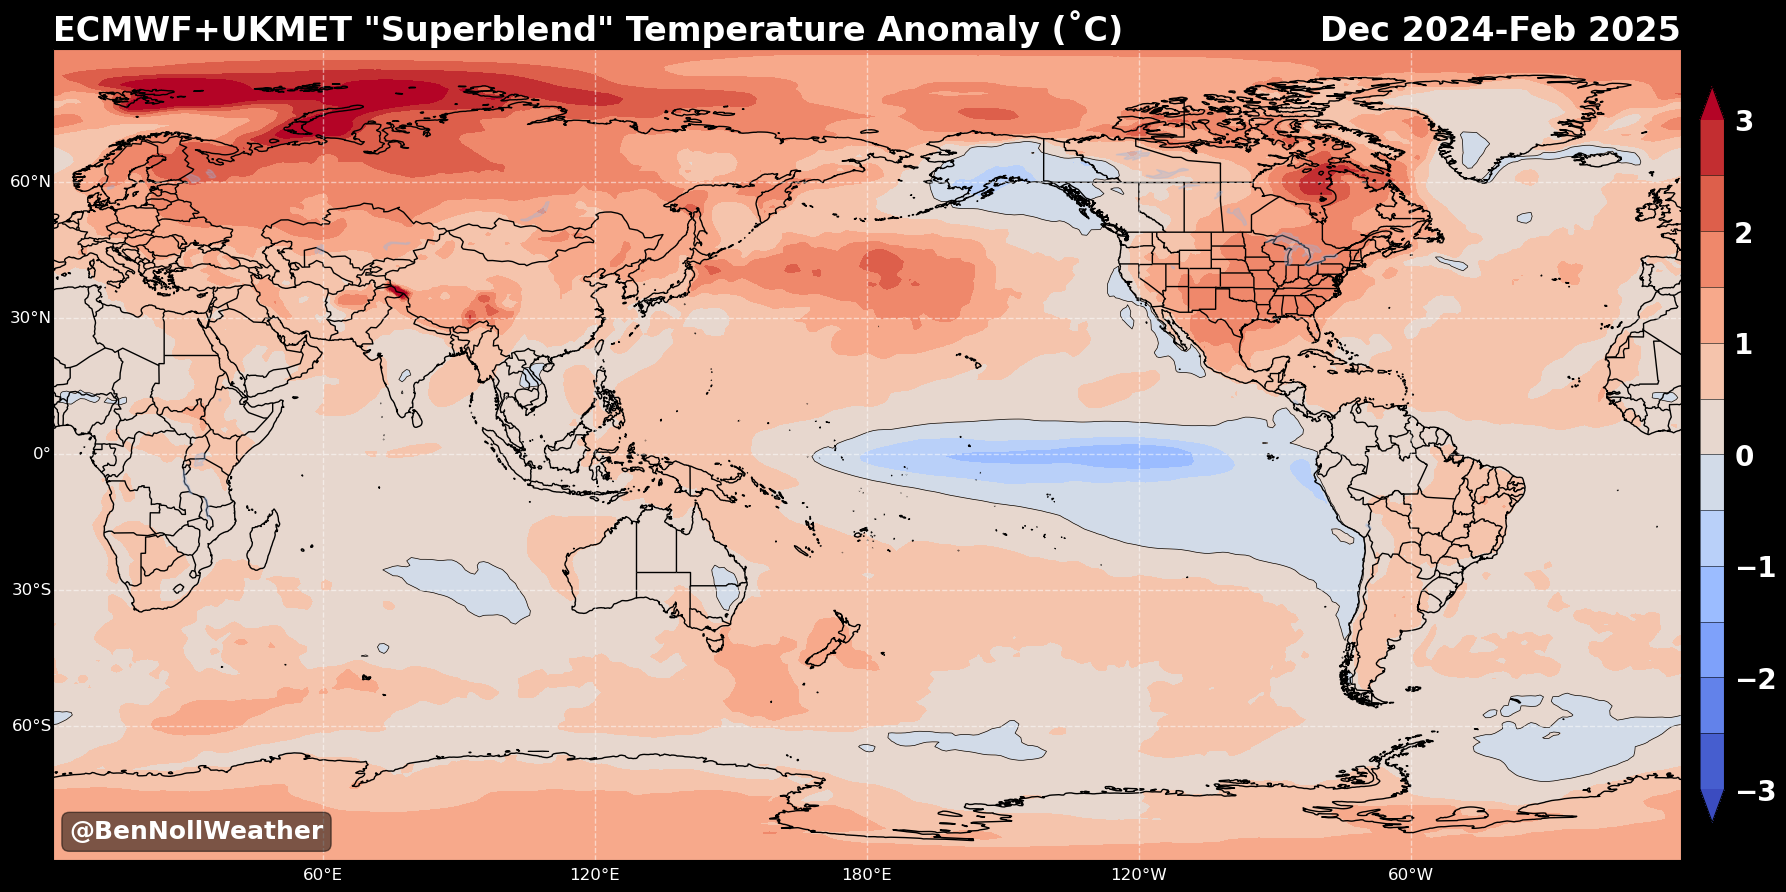 ECMWF+UKMET "Superblend" Temperature Anomaly (˚C) Dec 2024-Feb 2025
3
2
1
0
−1
−2
−3
60°N
30°N
0°
30°S
60°S
@BenNollWeather
60°E 120°E 180°E 120°W 60°W